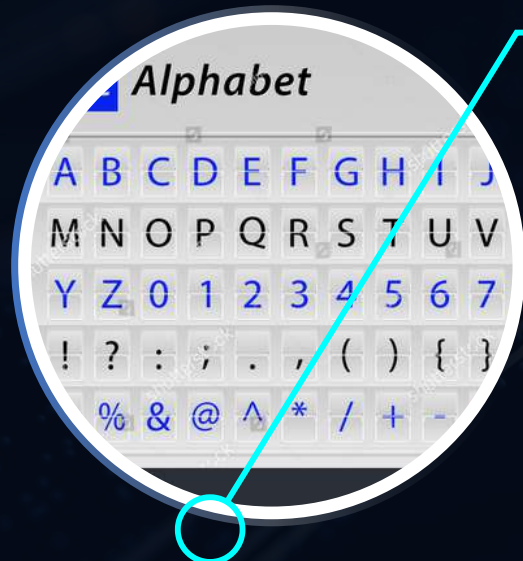 Alphabet
A B C D E F G H I J
M N O P Q R S T U V
Y Z 0 1 2 3 4 5 6 7
! ? : ; . , ( ) { }
% & @ ^ * / + -